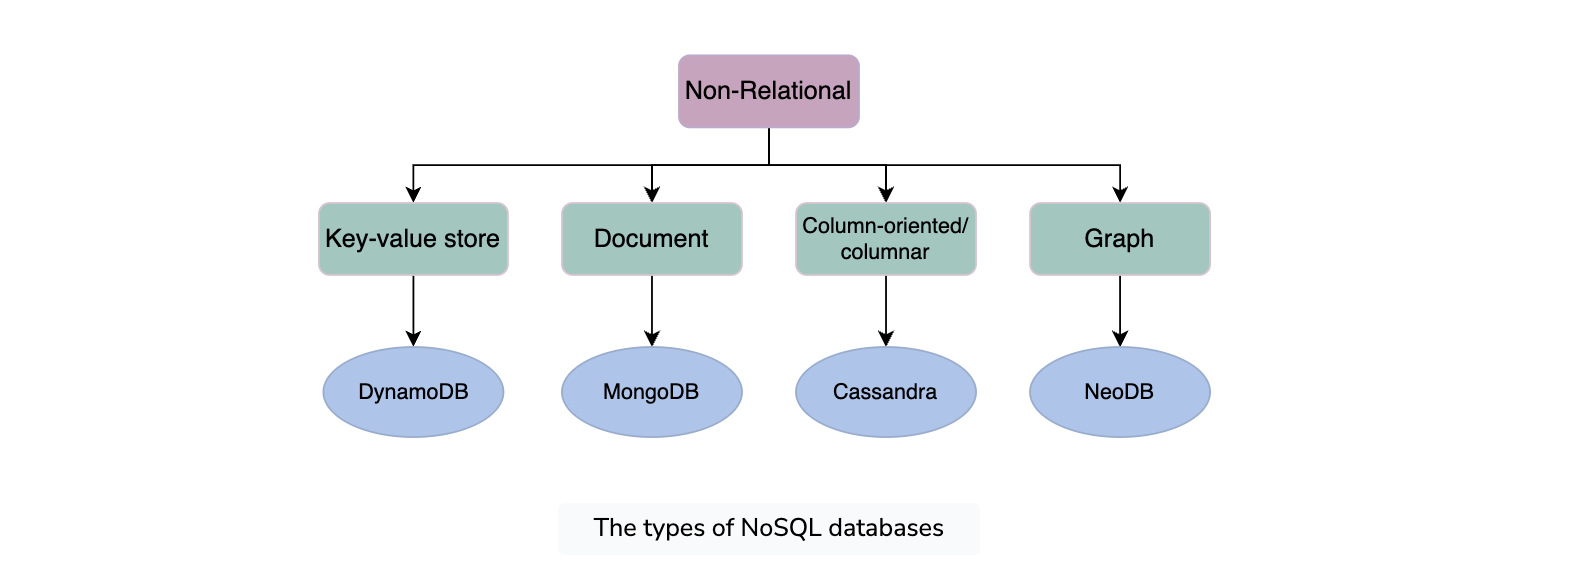 Non-Relational
Key-value store
Document
Column-oriented/
columnar
Graph
DynamoDB
MongoDB
Cassandra
NeoDB
The types of NoSQL databases